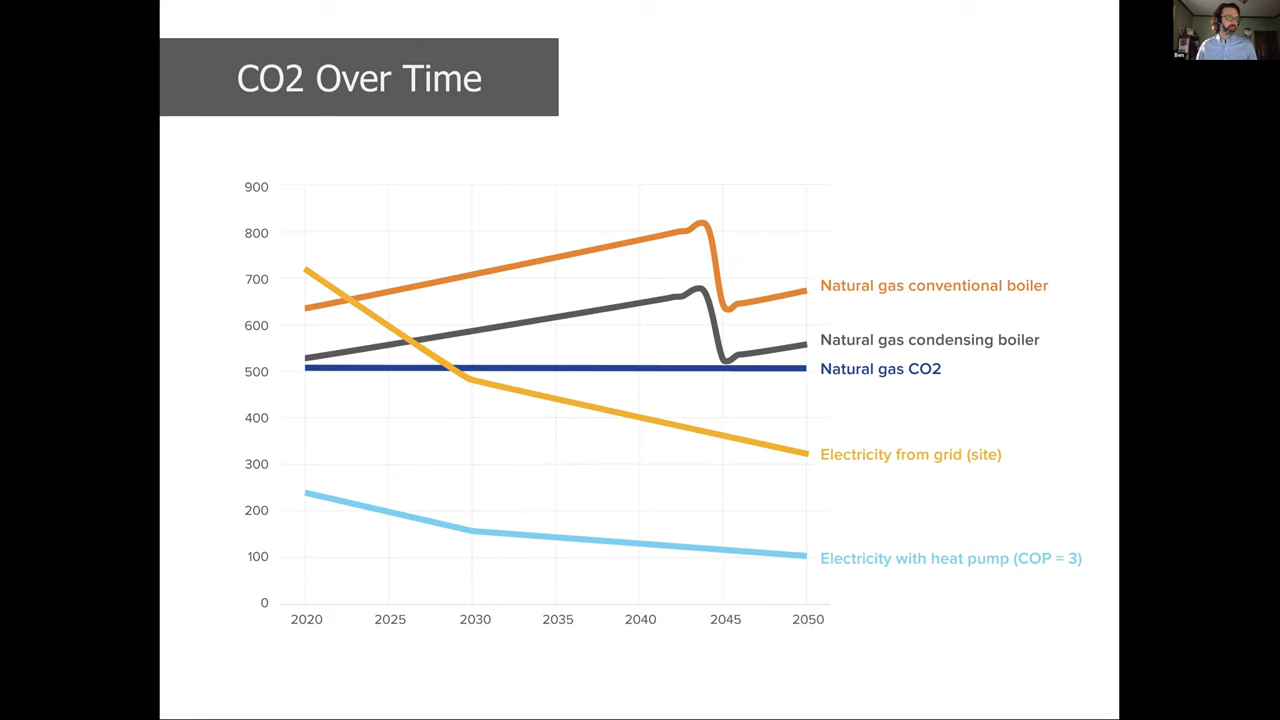 CO2 Over Time
Ben
900
800
700
600
500
400
300
200
100
0
2020 2025 2030 2035 2040 2045 2050
Natural gas conventional boiler
Natural gas condensing boiler
Natural gas CO2
Electricity from grid (site)
Electricity with heat pump (COP = 3)